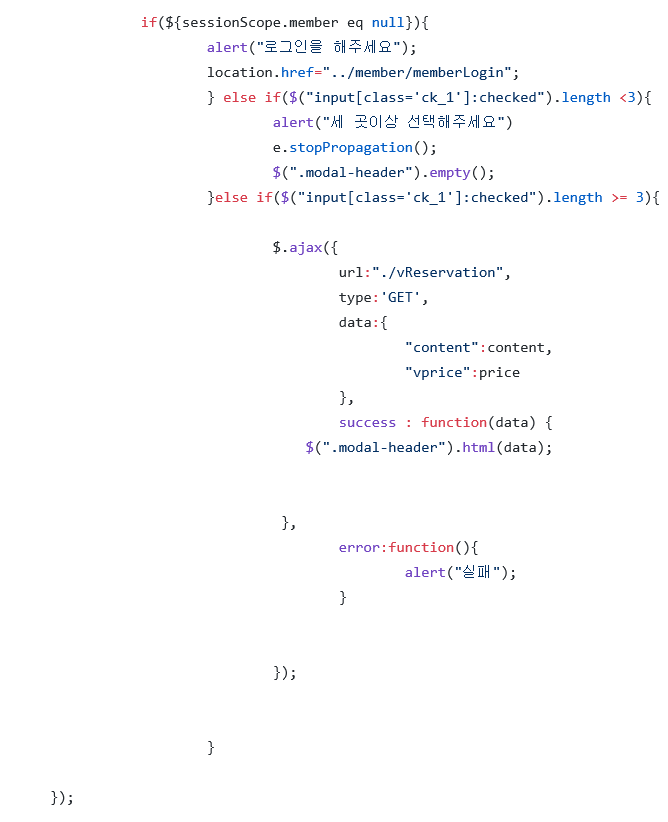 if(${sessionScope.member eq null}){
alert("로그인을 해주세요");
location.href="../member/memberLogin";
} else if($("input[class='ck_1']:checked").length <3){
alert("세 곳이상 선택해주세요")
e.stopPropagation();
$(".modal-header").empty();
}else if($("input[class='ck_1']:checked").length >= 3){
$.ajax({
url:"./vReservation",
type:'GET',
data:{
"content":content,
"vprice":price
},
success : function(data) {
$(".modal-header").html(data);
},
error:function(){
alert("실패");
}
});
}
});